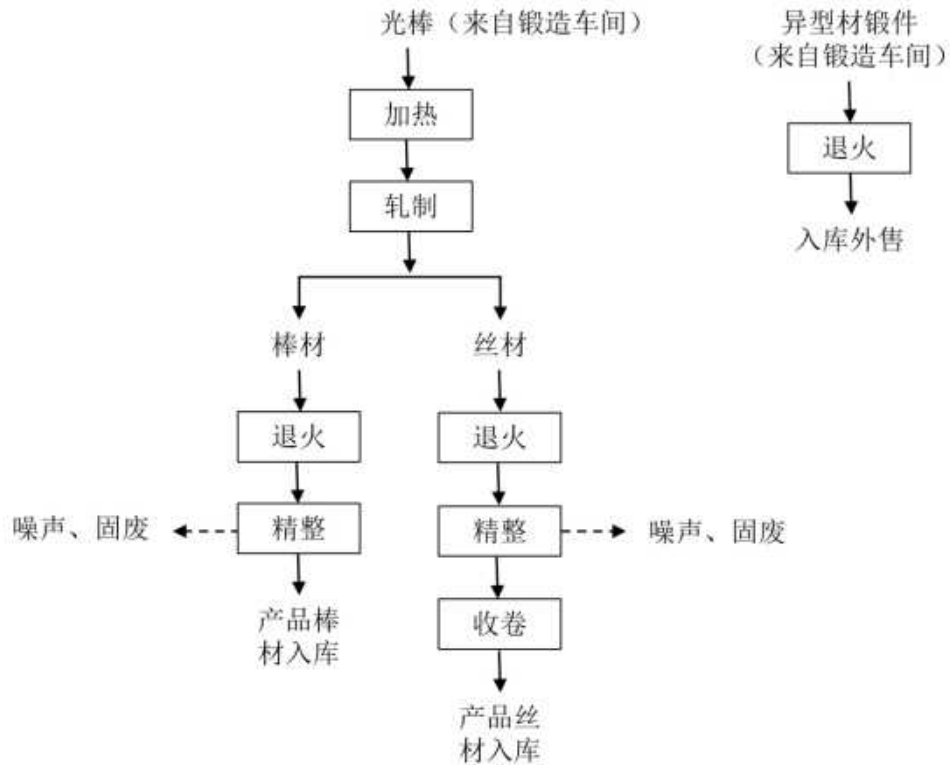 光棒（来自锻造车间）
加热
轧制
棒材
丝材
退火
退火
噪声、固废
精整
精整
噪声、固废
产品棒
材入库
收卷
产品丝
材入库
异型材锻件
（来自锻造车间）
退火
入库外售